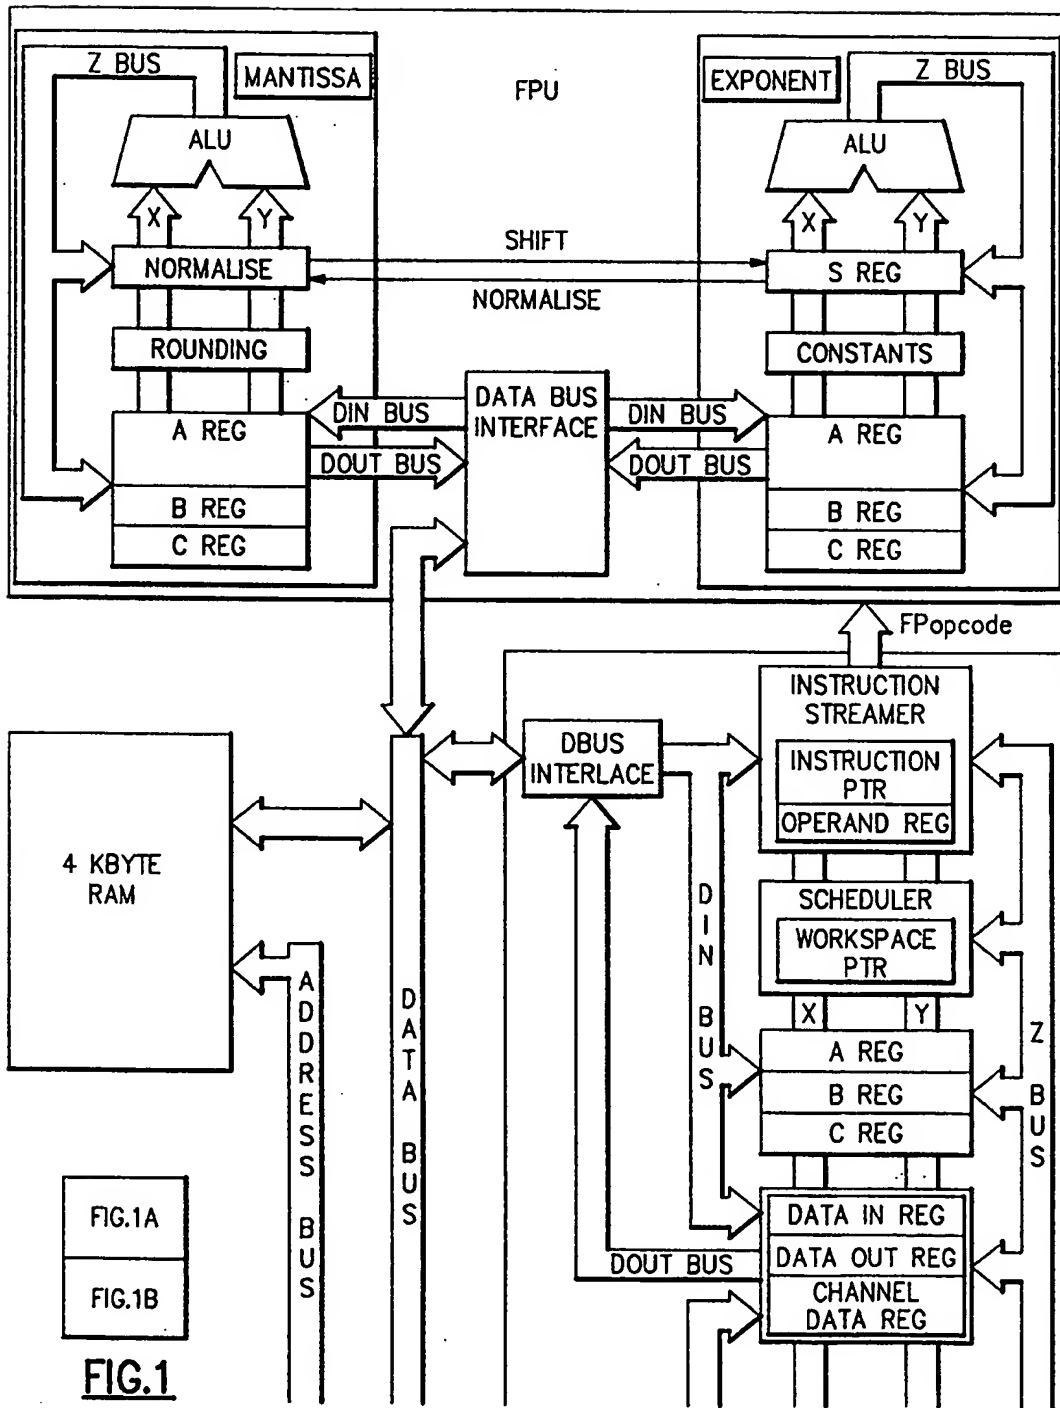 Z BUS
MANTISSA
FPU
EXPONENT
Z BUS
ALU
ALU
X
Y
X
Y
SHIFT
NORMALISE
S REG
NORMALISE
ROUNDING
CONSTANTS
DATA BUS
INTERFACE
DIN BUS
DIN BUS
A REG
A REG
DOUT BUS
DOUT BUS
B REG
B REG
C REG
C REG
FPopcode
INSTRUCTION
STREAMER
DBUS
INTERLACE
INSTRUCTION
PTR
OPERAND REG
4 KBYTE
RAM
SCHEDULER
WORKSPACE
PTR
DIN BUS
ADDRESS BUS
DATA BUS
X
Y
Z BUS
A REG
B REG
C REG
FIG.1A
FIG.1B
DATA IN REG
DOUT BUS
DATA OUT REG
CHANNEL
DATA REG
FIG.1